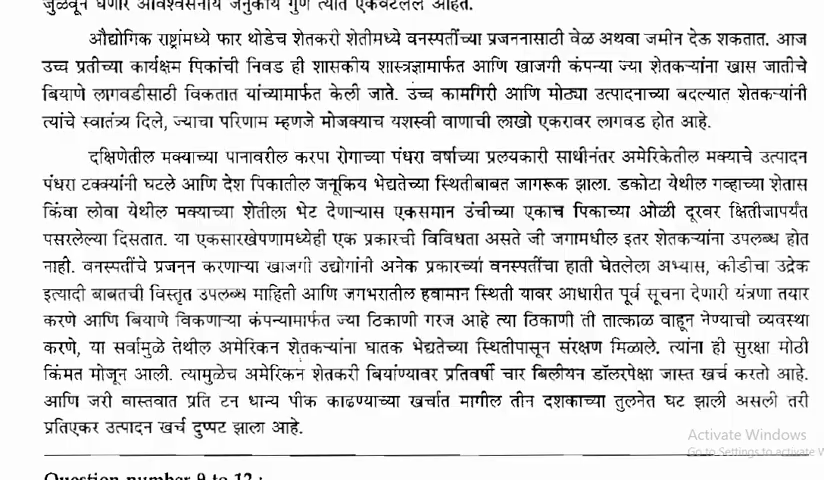 जुळवून घेणारे अविश्वसनीय जनुकीय गुण त्यात एकवटलेले आहेत.
औद्योगिक राष्ट्रांमध्ये फार थोडेच शेतकरी शेतीमध्ये वनस्पतींच्या प्रजननासाठी वेळ अथवा जमीन देऊ शकतात. आज
उच्च प्रतीच्या कार्यक्षम पिकांची निवड ही शासकीय शास्त्रज्ञामार्फत आणि खाजगी कंपन्या ज्या शेतकऱ्यांना खास जातीचे
बियाणे लागवडीसाठी विकतात यांच्यामार्फत केली जाते. उच्च कामगिरी आणि मोठ्या उत्पादनाच्या बदल्यात शेतकऱ्यांनी
त्यांचे स्वातंत्र्य दिले, ज्याचा परिणाम म्हणजे मोजक्याच यशस्वी वाणाची लाखो एकरावर लागवड होत आहे.
दक्षिणेतील मक्याच्या पानावरील करपा रोगाच्या पंधरा वर्षाच्या प्रलयकारी साथीनंतर अमेरिकेतील मक्याचे उत्पादन
पंधरा टक्क्यांनी घटले आणि देश पिकातील जनूकिय भेद्यतेच्या स्थितीबाबत जागरूक झाला. डकोटा येथील गव्हाच्या शेतास
किंवा लोवा येथील मक्याच्या शेतीला भेट देणाऱ्यास एकसमान उंचीच्या एकाच पिकाच्या ओळी दूरवर क्षितीजापर्यंत
पसरलेल्या दिसतात. या एकसारखेपणामध्येही एक प्रकारची विविधता असते जी जगामधील इतर शेतकऱ्यांना उपलब्ध होत
नाही. वनस्पतींचे प्रजनन करणाऱ्या खाजगी उद्योगांनी अनेक प्रकारच्या वनस्पतींचा हाती घेतलेला अभ्यास, कीडीचा उद्रेक
इत्यादी बाबतची विस्तृत उपलब्ध माहिती आणि जगभरातील हवामान स्थिती यावर आधारीत पूर्व सूचना देणारी यंत्रणा तयार
करणे आणि बियाणे विकणाऱ्या कंपन्यामार्फत ज्या ठिकाणी गरज आहे त्या ठिकाणी ती तात्काळ वाहून नेण्याची व्यवस्था
करणे, या सर्वामुळे तेथील अमेरिकन शेतकऱ्यांना घातक भेद्यतेच्या स्थितीपासून संरक्षण मिळाले. त्यांना ही सुरक्षा मोठी
किंमत मोजून आली. त्यामुळेच अमेरिकन शेतकरी बियांण्यावर प्रतिवर्षी चार बिलीयन डॉलरपेक्षा जास्त खर्च करतो आहे.
आणि जरी वास्तवात प्रति टन धान्य पीक काढण्याच्या खर्चात मागील तीन दशकाच्या तुलनेत घट झाली असली तरी
प्रतिएकर उत्पादन खर्च दुप्पट झाला आहे.
Activate Windows
Go to Settings to activate W
Question number 9 to 12 :